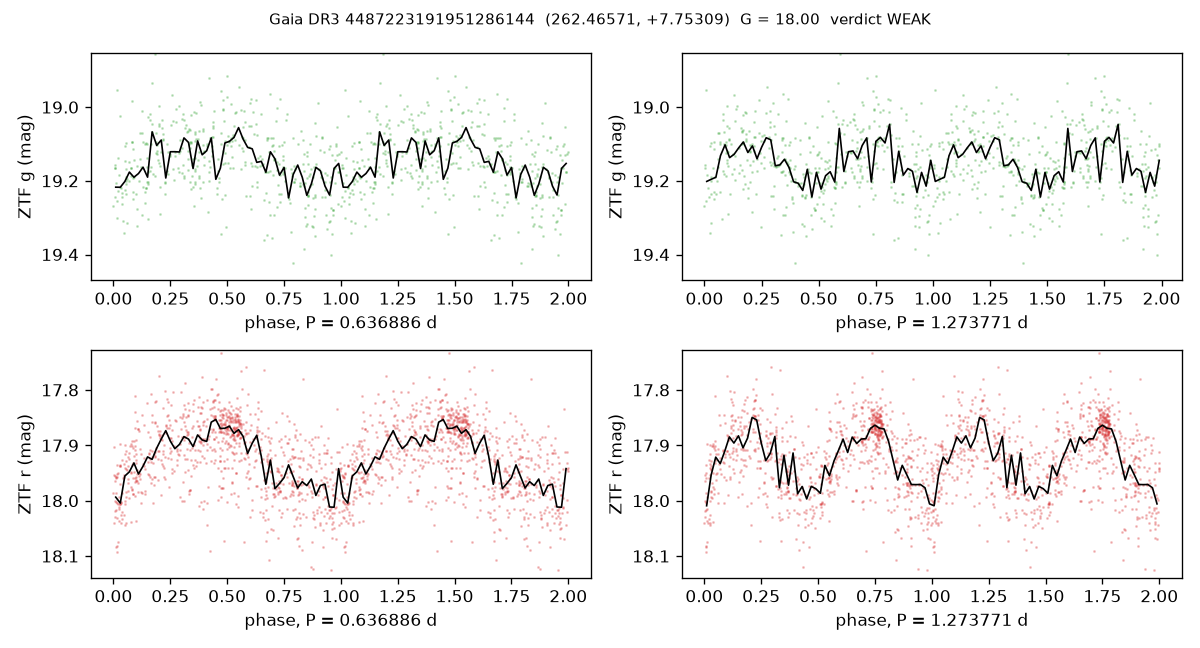 Gaia DR3 4487223191951286144  (262.46571, +7.75309)  G = 18.00  verdict WEAK
ZTF g (mag)
19.0
19.2
19.4
0.00 0.25 0.50 0.75 1.00 1.25 1.50 1.75 2.00
phase, P = 0.636886 d
ZTF g (mag)
19.0
19.2
19.4
0.00 0.25 0.50 0.75 1.00 1.25 1.50 1.75 2.00
phase, P = 1.273771 d
ZTF r (mag)
17.8
17.9
18.0
18.1
0.00 0.25 0.50 0.75 1.00 1.25 1.50 1.75 2.00
phase, P = 0.636886 d
ZTF r (mag)
17.8
17.9
18.0
18.1
0.00 0.25 0.50 0.75 1.00 1.25 1.50 1.75 2.00
phase, P = 1.273771 d